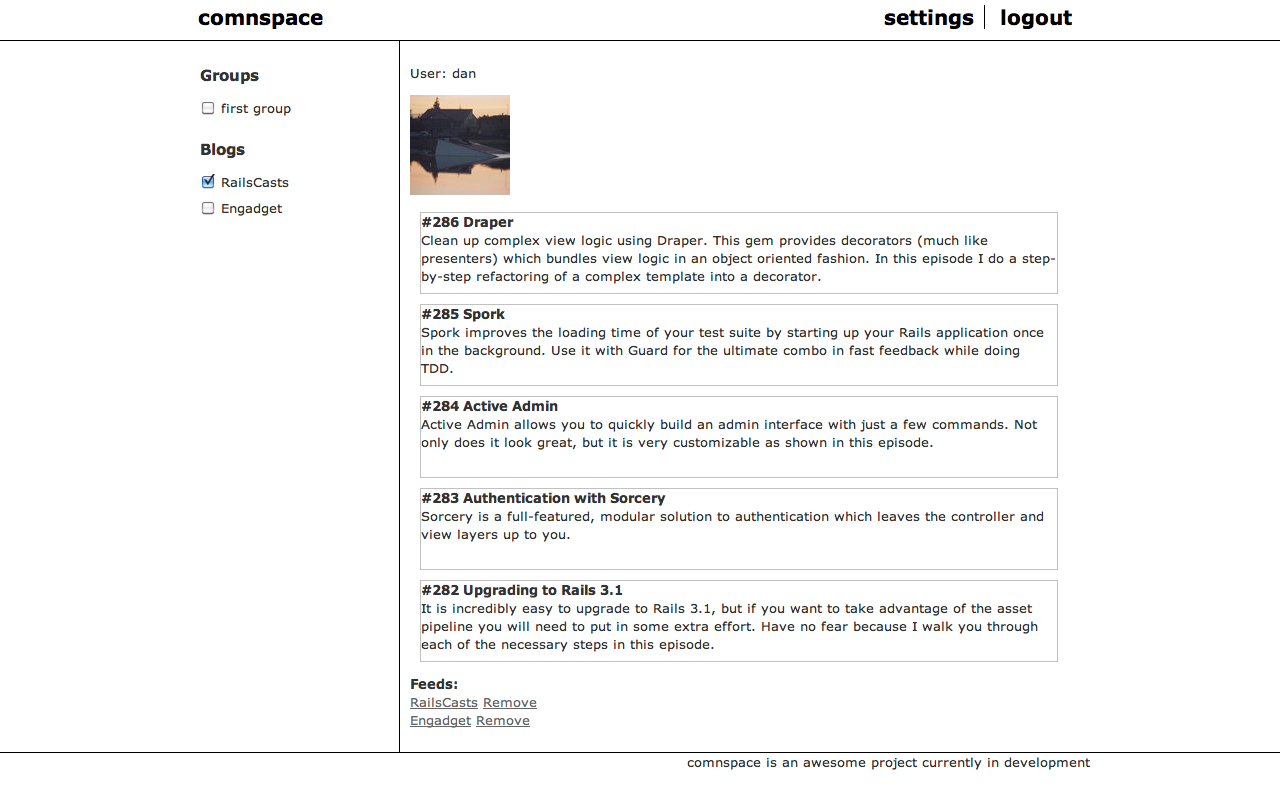 comnspace
settings
logout
Groups
first group
Blogs
RailsCasts
Engadget
User: dan
#286 Draper
Clean up complex view logic using Draper. This gem provides decorators (much like
presenters) which bundles view logic in an object oriented fashion. In this episode I do a step-
by-step refactoring of a complex template into a decorator.
#285 Spork
Spork improves the loading time of your test suite by starting up your Rails application once
in the background. Use it with Guard for the ultimate combo in fast feedback while doing
TDD.
#284 Active Admin
Active Admin allows you to quickly build an admin interface with just a few commands. Not
only does it look great, but it is very customizable as shown in this episode.
#283 Authentication with Sorcery
Sorcery is a full-featured, modular solution to authentication which leaves the controller and
view layers up to you.
#282 Upgrading to Rails 3.1
It is incredibly easy to upgrade to Rails 3.1, but if you want to take advantage of the asset
pipeline you will need to put in some extra effort. Have no fear because I walk you through
each of the necessary steps in this episode.
Feeds:
RailsCasts Remove
Engadget Remove
comnspace is an awesome project currently in development